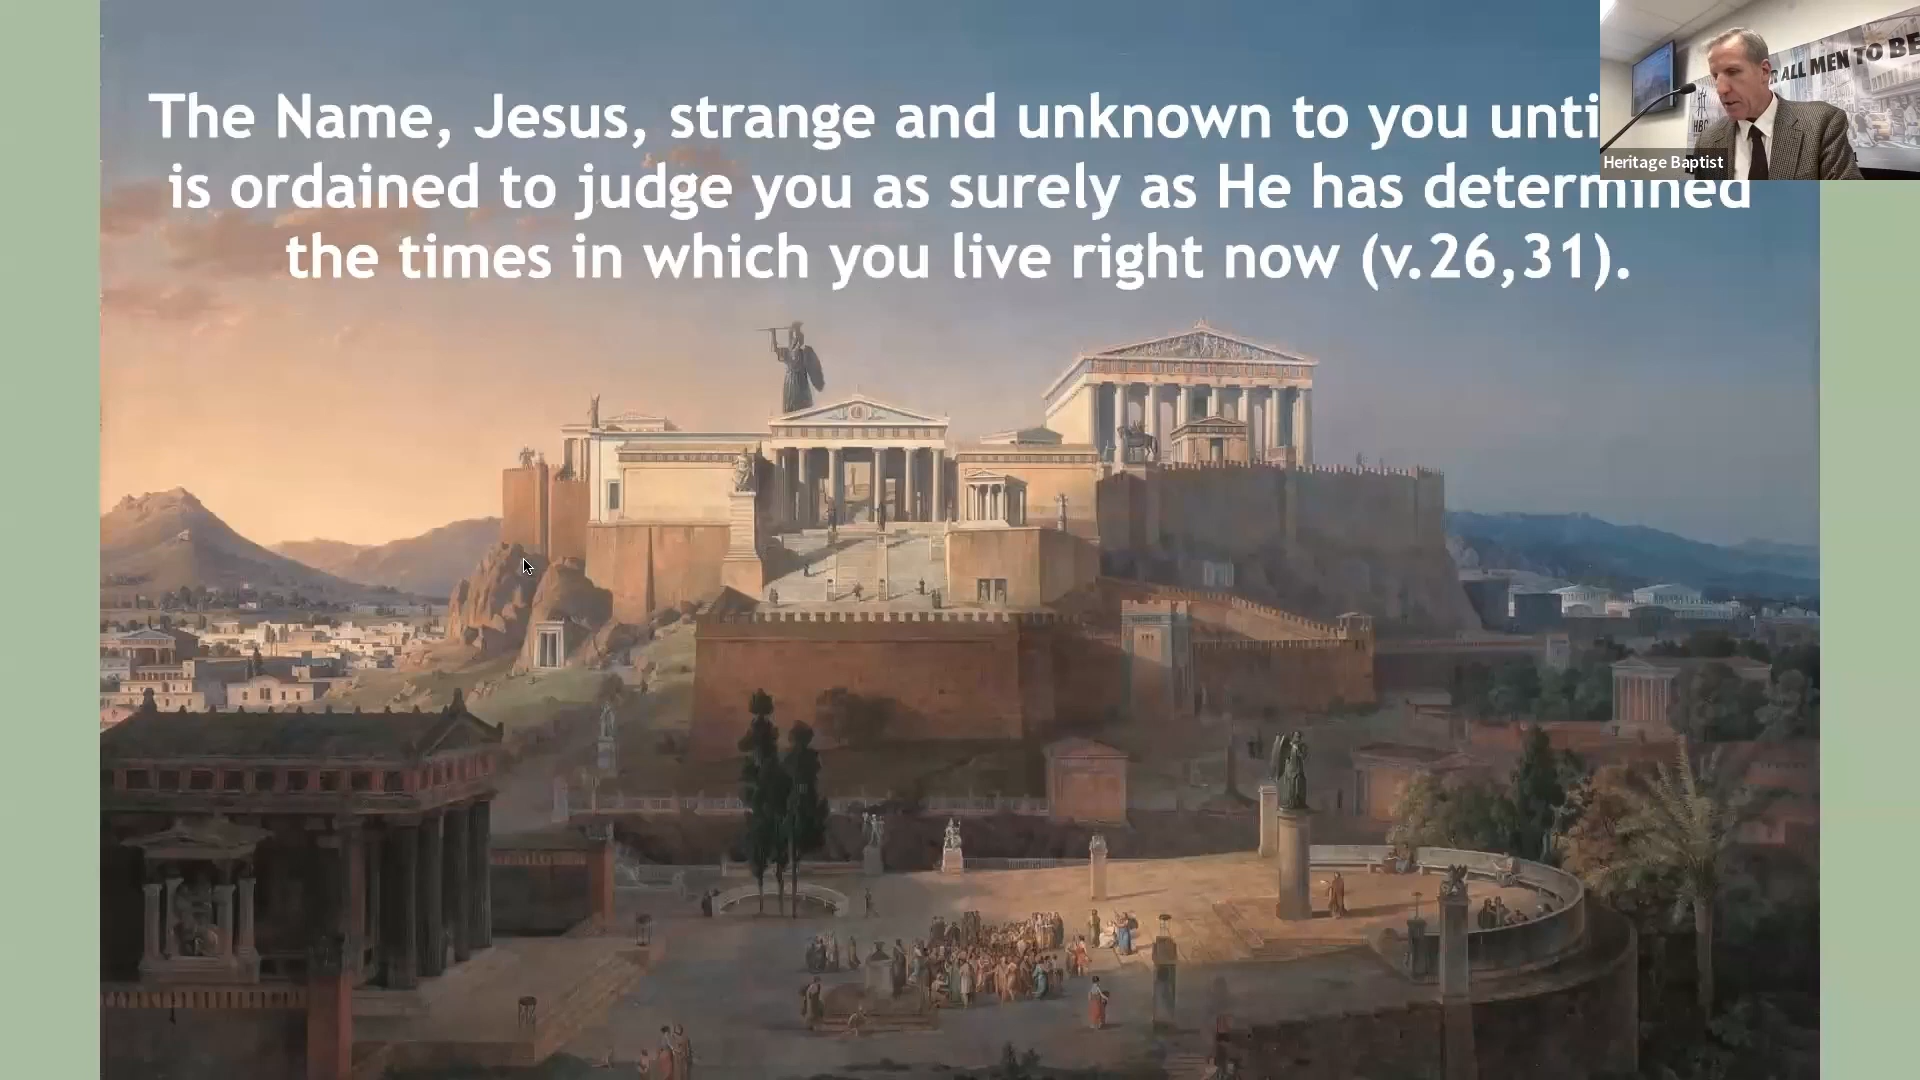 The Name, Jesus, strange and unknown to you
is ordained to judge you as surely as He has determined
the times in which you live right now (v.26,31).
ALL MEN TO BE
HBC
Heritage Baptist